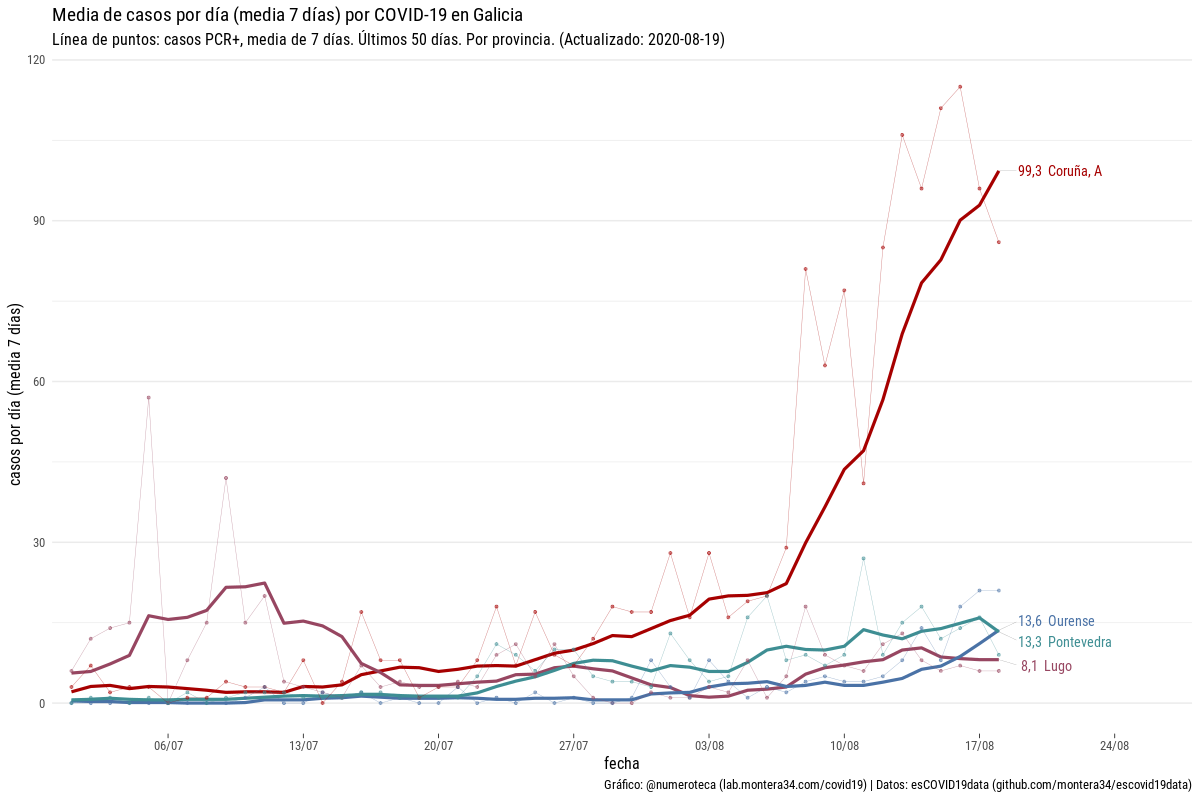 Media de casos por día (media 7 días) por COVID-19 en Galicia
Línea de puntos: casos PCR+, media de 7 días. Últimos 50 días. Por provincia. (Actualizado: 2020-08-19)
casos por día (media 7 días)
120
90
60
30
0
99,3 Coruña, A
13,6 Ourense
13,3 Pontevedra
8,1 Lugo
06/07
13/07
20/07
27/07
03/08
10/08
17/08
24/08
fecha
Gráfico: @numeroteca (lab.montera34.com/covid19) | Datos: esCOVID19data (github.com/montera34/escovid19data)